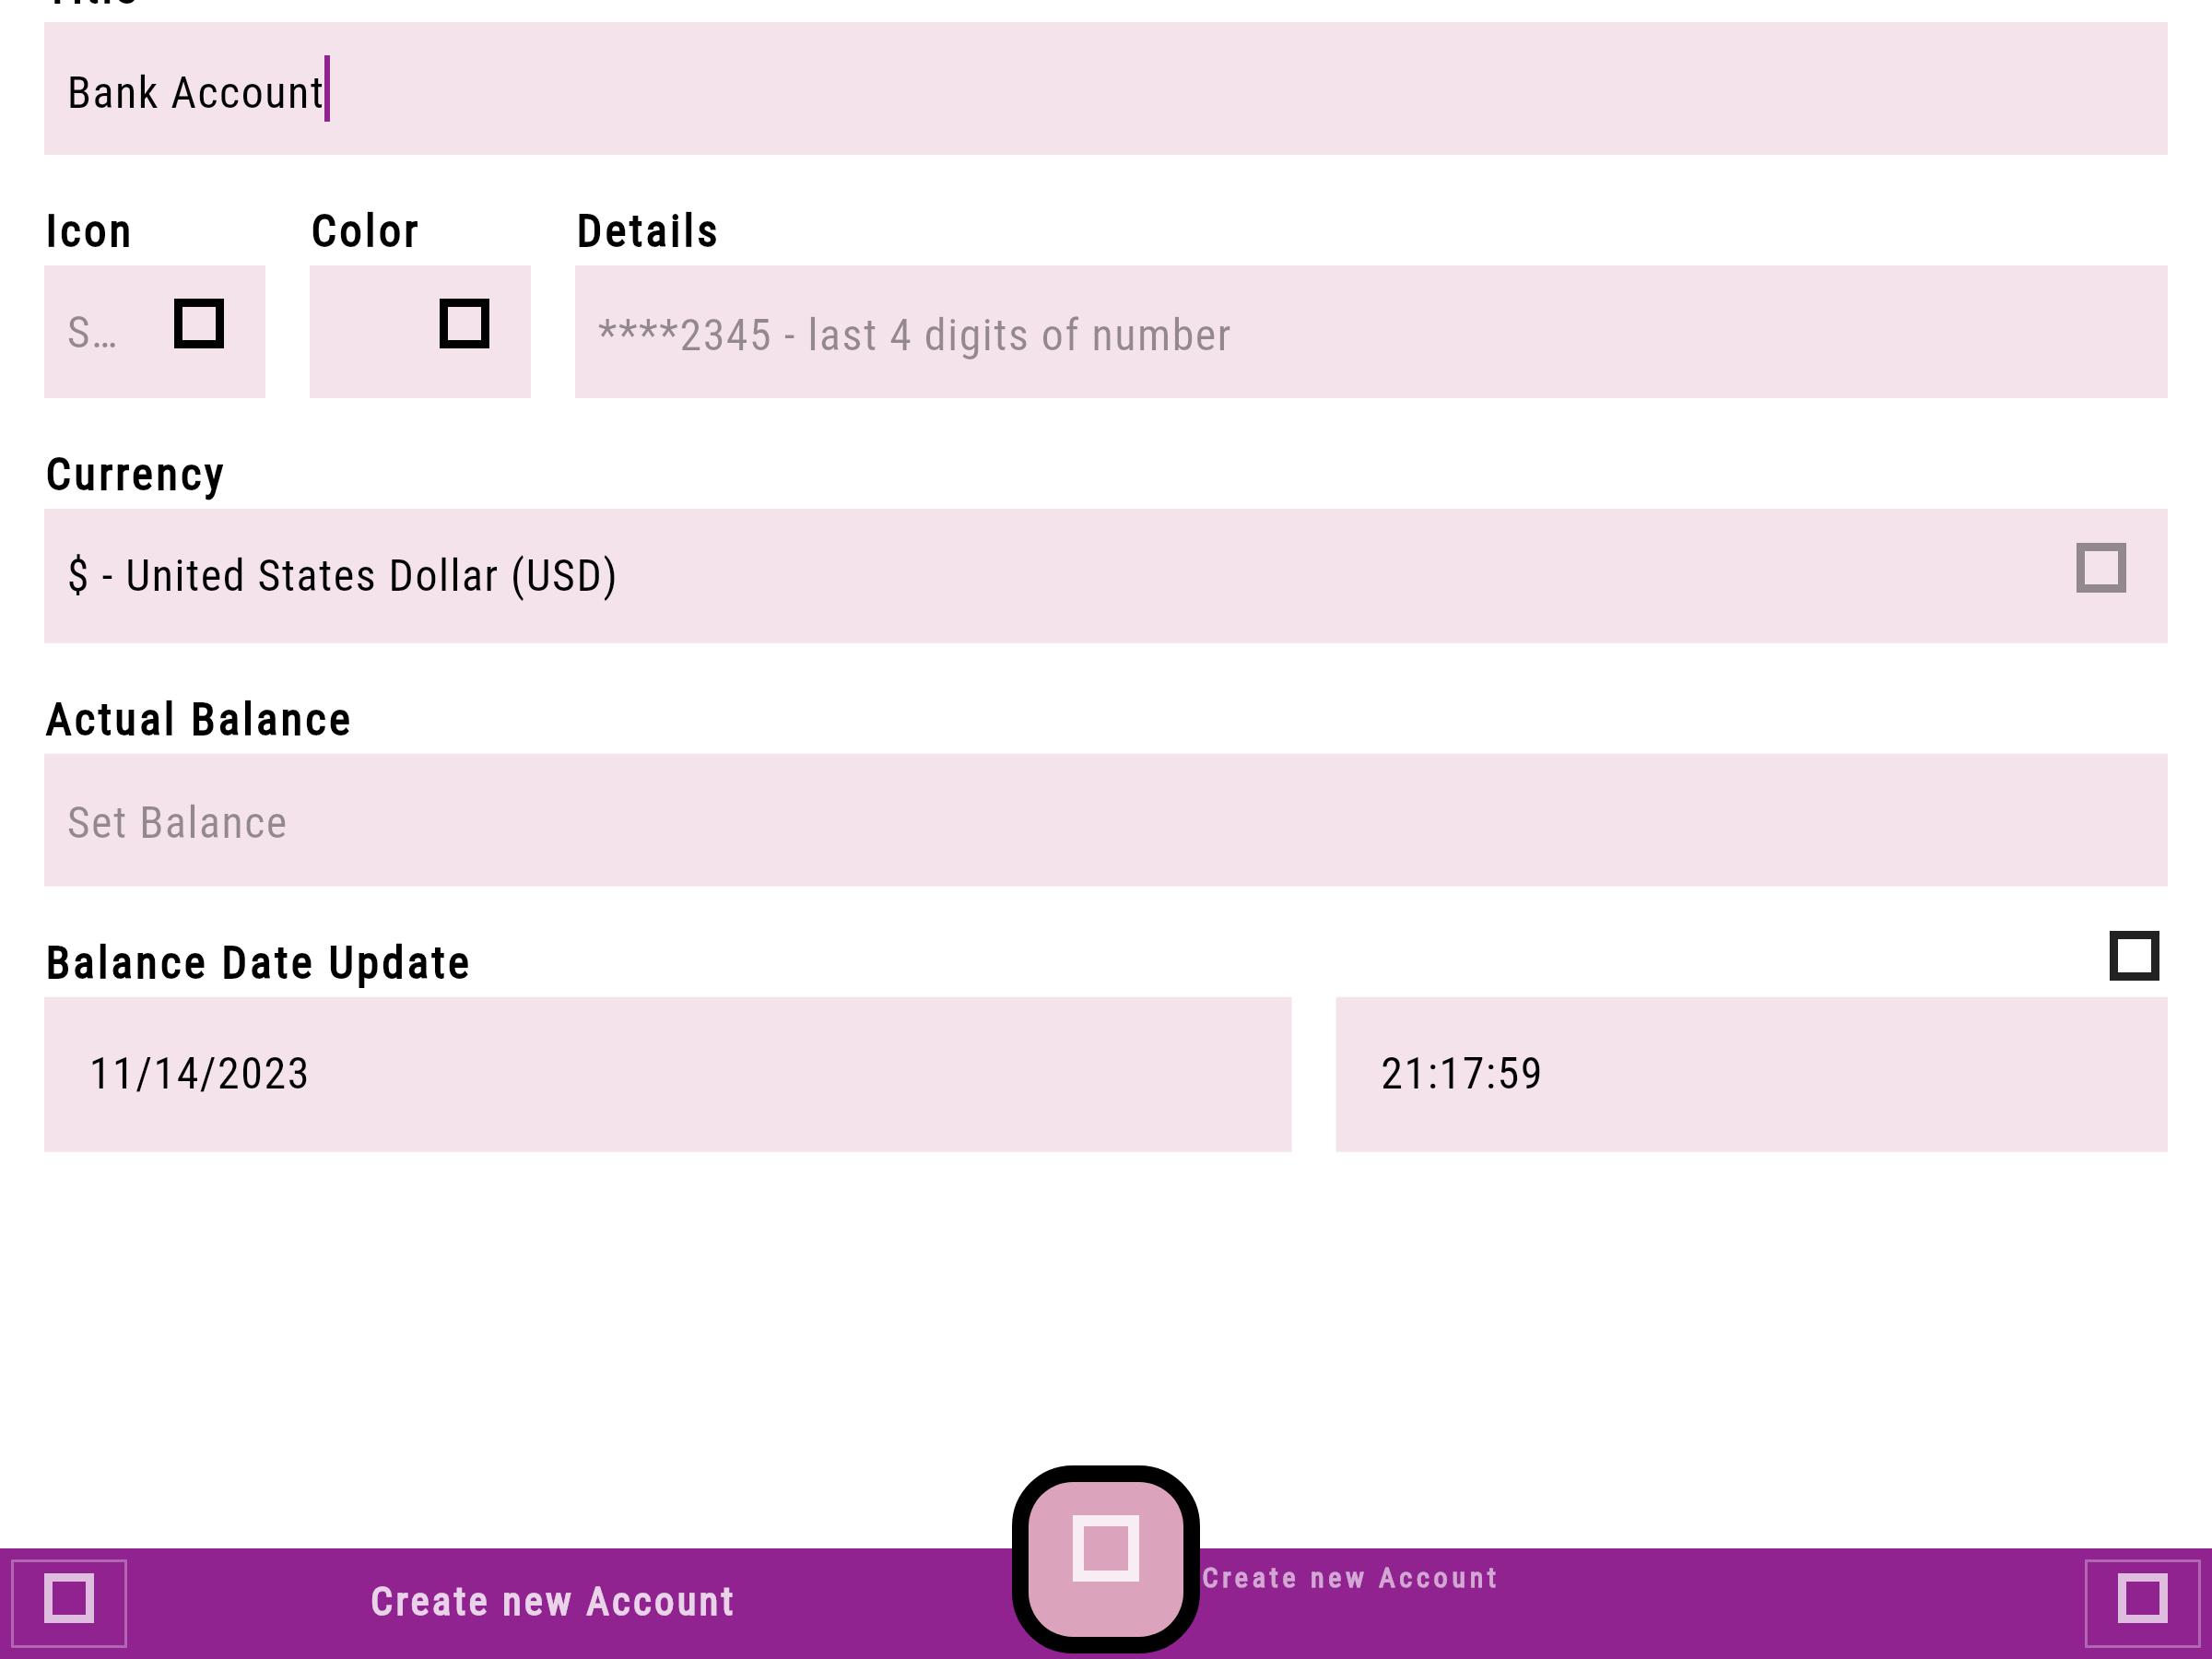 Title
Bank Account
Icon Color Details
S… ****2345 - last 4 digits of number
Currency
$ - United States Dollar (USD)
Actual Balance
Set Balance
Balance Date Update
11/14/2023 21:17:59
Create new Account Create new Account